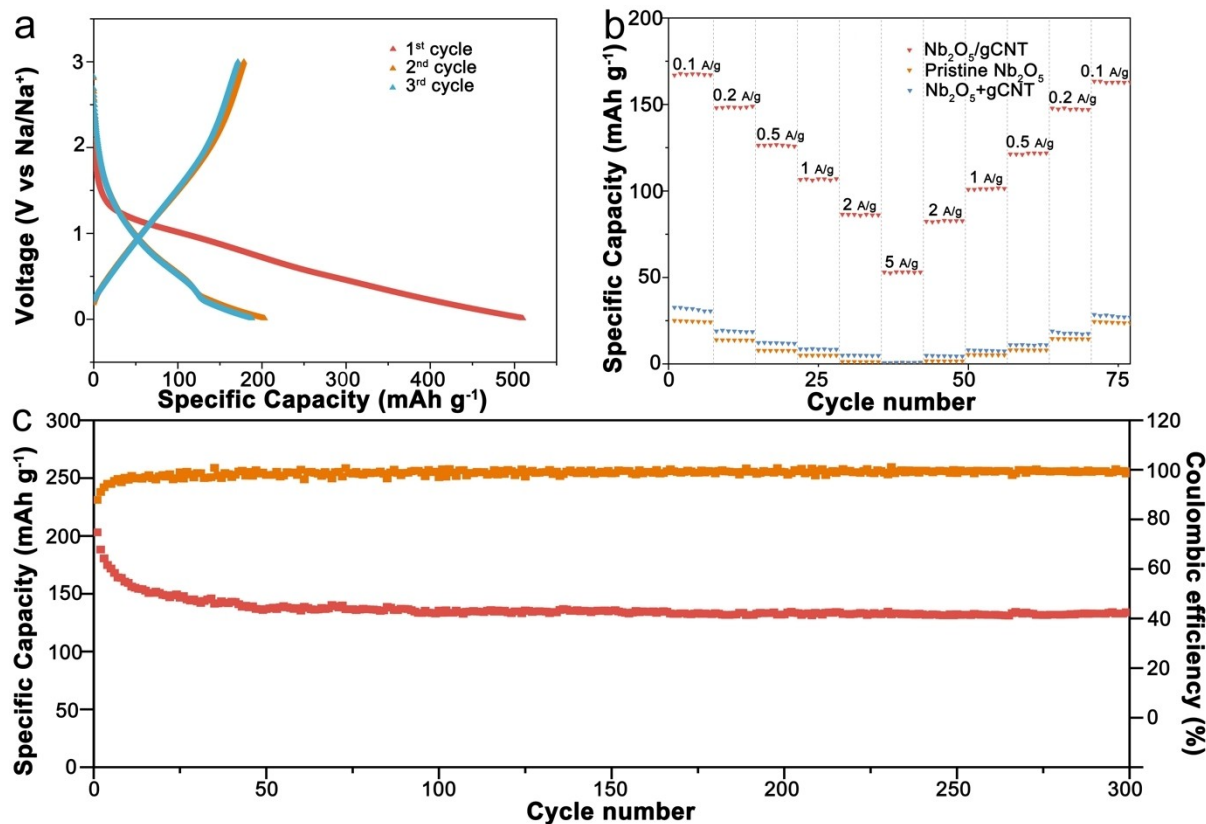 a
Voltage (V vs Na/Na⁺)
3
2
1
0
1ˢᵗ cycle
2ⁿᵈ cycle
3ʳᵈ cycle
0 100 200 300 400 500
Specific Capacity (mAh g⁻¹)
b
Specific Capacity (mAh g⁻¹)
200
150
100
50
0
Nb₂O₅/gCNT
Pristine Nb₂O₅
Nb₂O₅+gCNT
0.1 A/g
0.2 A/g
0.5 A/g
1 A/g
2 A/g
5 A/g
2 A/g
1 A/g
0.5 A/g
0.2 A/g
0.1 A/g
0 25 50 75
Cycle number
c
Specific Capacity (mAh g⁻¹)
300
250
200
150
100
50
0
120
100
80
60
40
20
0
Coulombic efficiency (%)
0 50 100 150 200 250 300
Cycle number